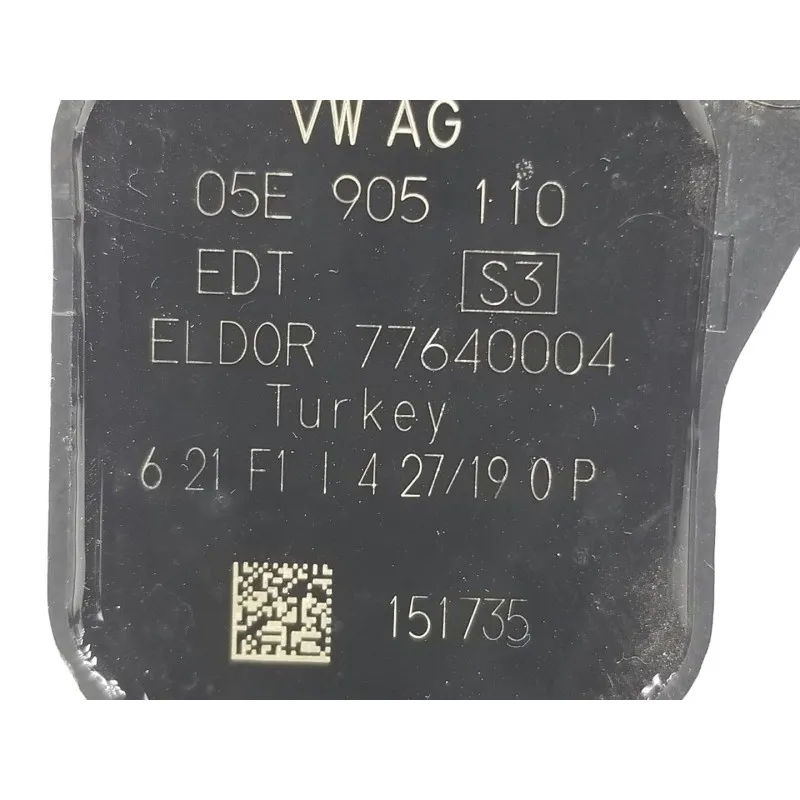 VW AG
05E 905 110
EDT S3
ELDOR 77640004
Turkey
6 21 F1 I 4 27/19 0 P
151735